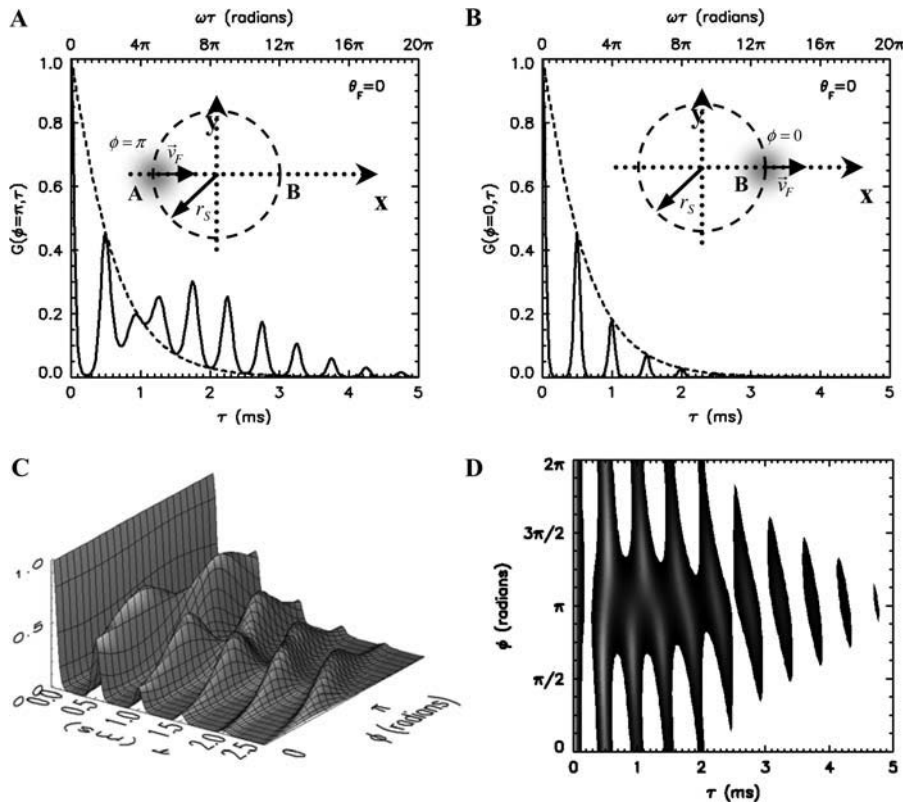 A
ωτ (radians)
0 4π 8π 12π 16π 20π
1.0
0.8
0.6
0.4
0.2
0.0
G(ϕ=π,τ)
θF=0
y
ϕ = π
v⃗F
A
B
x
rS
0 1 2 3 4 5
τ (ms)
B
ωτ (radians)
0 4π 8π 12π 16π 20π
1.0
0.8
0.6
0.4
0.2
0.0
G(ϕ=0,τ)
θF=0
y
ϕ = 0
B
v⃗F
x
rS
0 1 2 3 4 5
τ (ms)
C
1.0
0.5
0.0
0.0
0.5
1.0
1.5
2.0
2.5
τ (ms)
0
π
ϕ (radians)
D
2π
3π/2
π
π/2
0
ϕ (radians)
0 1 2 3 4 5
τ (ms)